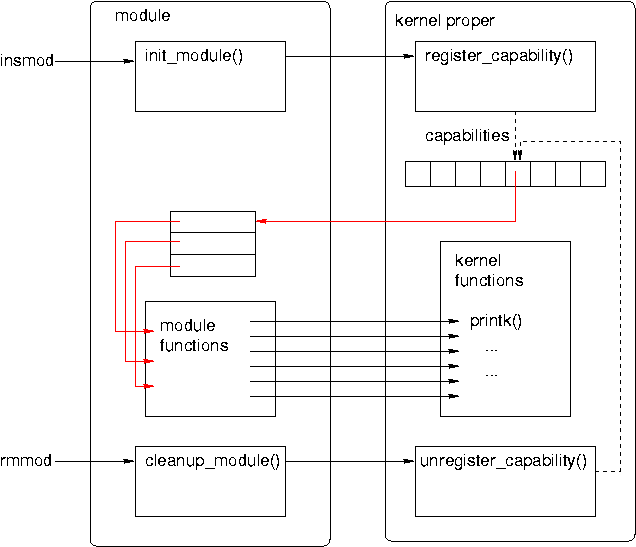 module
kernel proper
insmod
init_module()
register_capability()
capabilities
kernel
functions
module
functions
printk()
...
...
rmmod
cleanup_module()
unregister_capability()